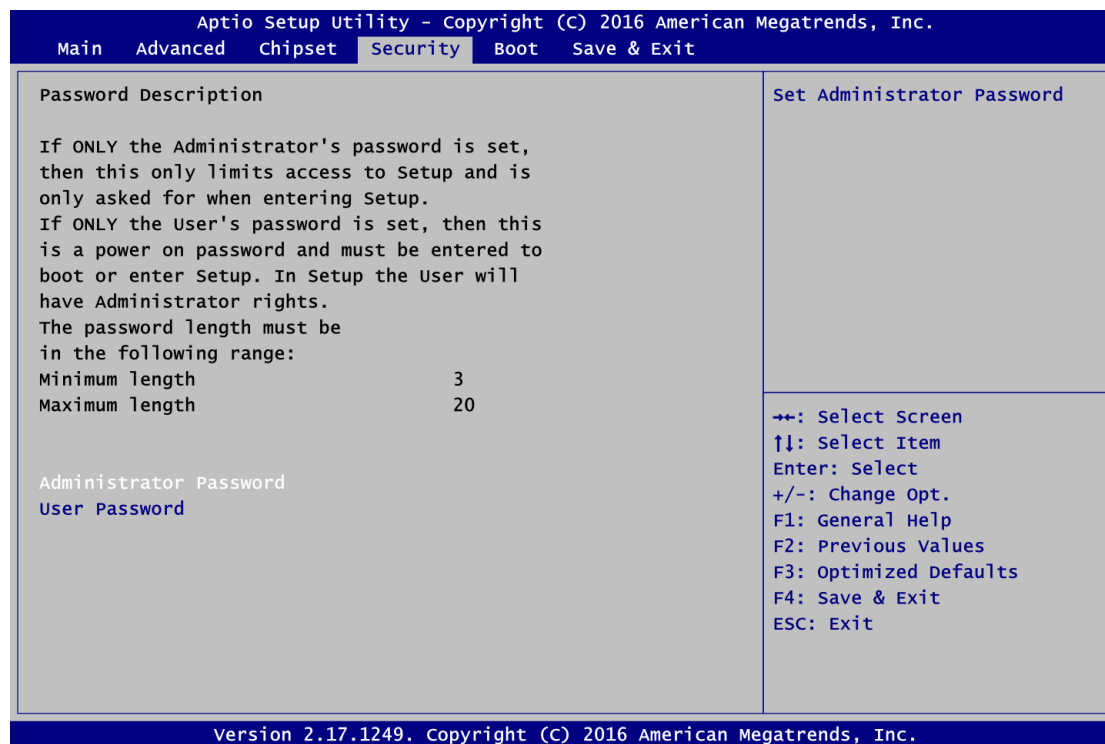 Aptio Setup Utility – Copyright (C) 2016 American Megatrends, Inc.
Main Advanced Chipset Security Boot Save & Exit
Password Description
If ONLY the Administrator's password is set,
then this only limits access to Setup and is
only asked for when entering Setup.
If ONLY the User's password is set, then this
is a power on password and must be entered to
boot or enter Setup. In Setup the User will
have Administrator rights.
The password length must be
in the following range:
Minimum length 3
Maximum length 20
Administrator Password
User Password
Set Administrator Password
→←: Select Screen
↑↓: Select Item
Enter: Select
+/-: Change Opt.
F1: General Help
F2: Previous Values
F3: Optimized Defaults
F4: Save & Exit
ESC: Exit
Version 2.17.1249. Copyright (C) 2016 American Megatrends, Inc.